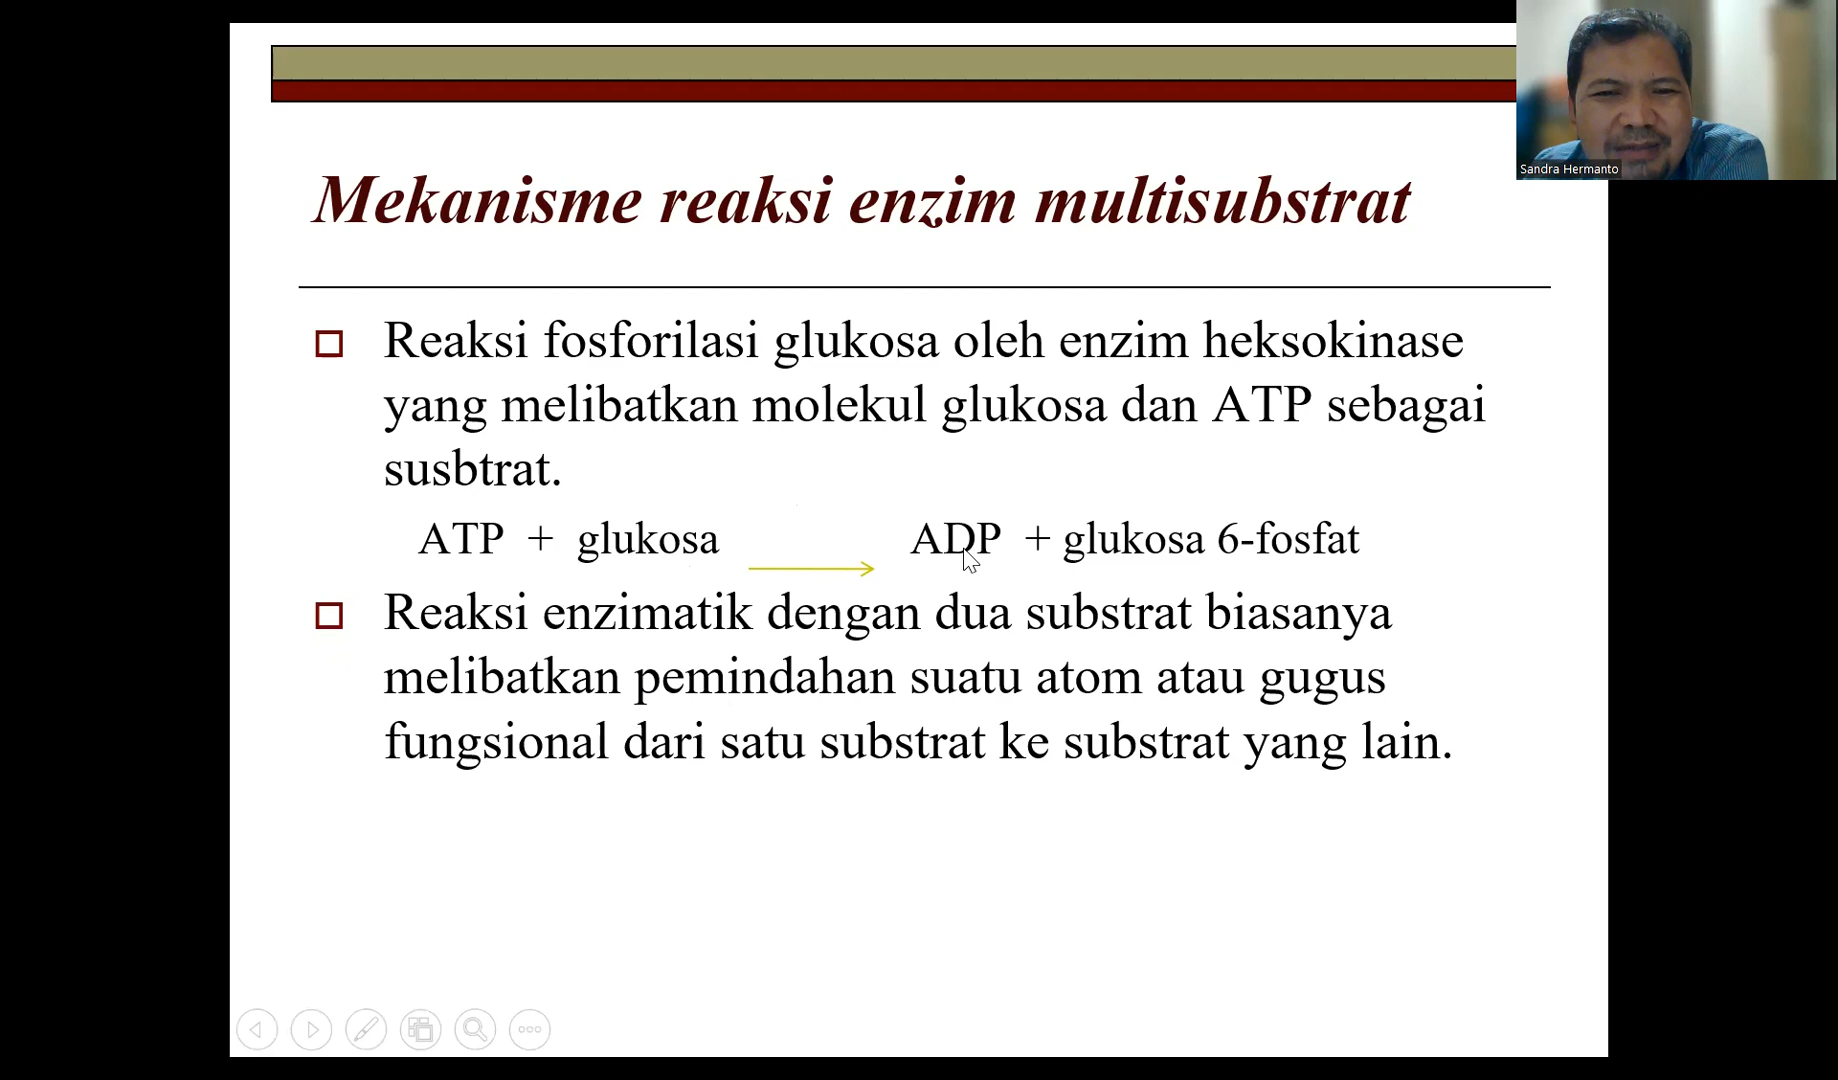 Sandra Hermanto
Mekanisme reaksi enzim multisubstrat
Reaksi fosforilasi glukosa oleh enzim heksokinase
yang melibatkan molekul glukosa dan ATP sebagai
susbtrat.
ATP + glukosa ADP + glukosa 6-fosfat
Reaksi enzimatik dengan dua substrat biasanya
melibatkan pemindahan suatu atom atau gugus
fungsional dari satu substrat ke substrat yang lain.